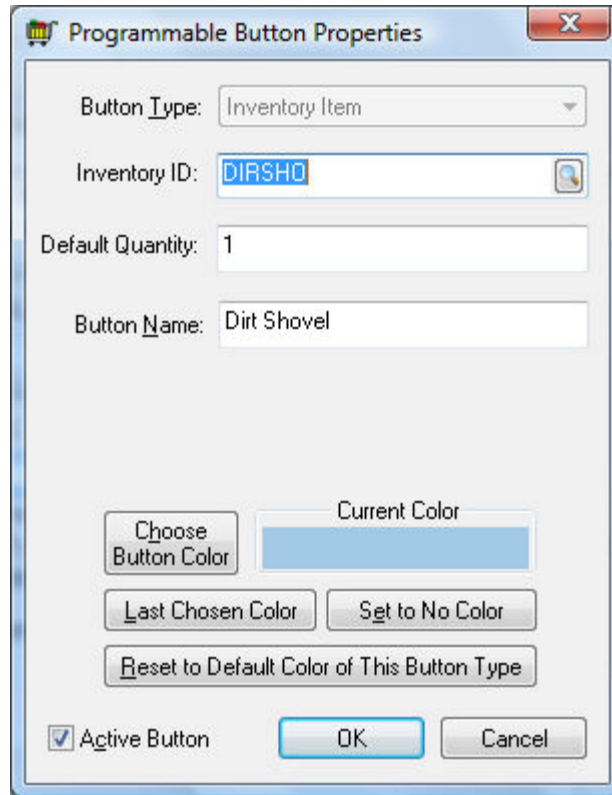 Programmable Button Properties
Button Type: Inventory Item
Inventory ID: DIRSHO
Default Quantity: 1
Button Name: Dirt Shovel
Current Color
Choose
Button Color
Last Chosen Color Set to No Color
Reset to Default Color of This Button Type
Active Button OK Cancel